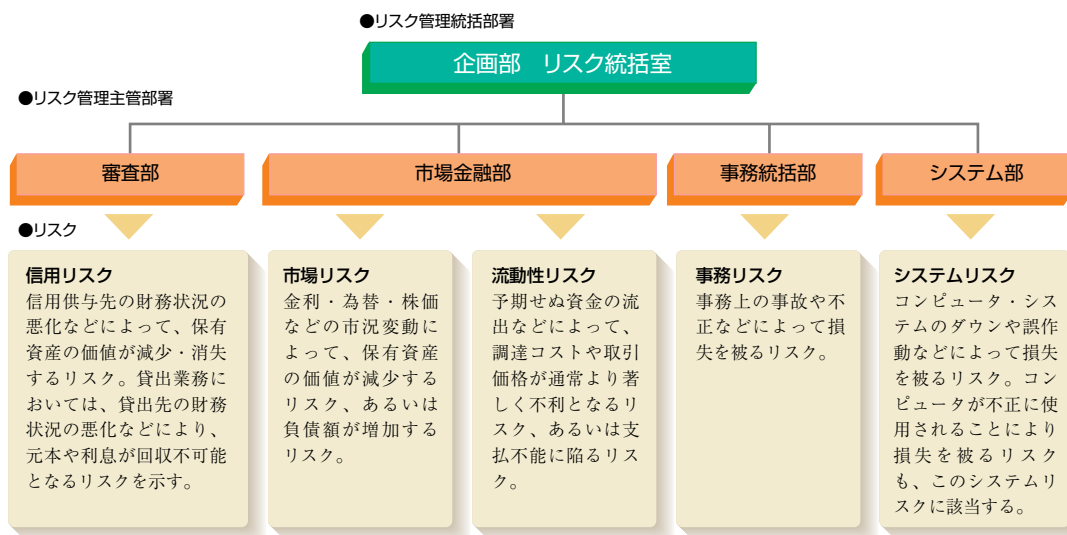 ●リスク管理統括部署
企画部　リスク統括室
●リスク管理主管部署
審査部
市場金融部
事務統括部
システム部
●リスク
信用リスク
信用供与先の財務状況の
悪化などによって、保有
資産の価値が減少・消失
するリスク。貸出業務に
おいては、貸出先の財務
状況の悪化などにより、
元本や利息が回収不可能
となるリスクを示す。
市場リスク
金利・為替・株価
などの市況変動に
よって、保有資産
の価値が減少する
リスク、あるいは
負債額が増加する
リスク。
流動性リスク
予期せぬ資金の流
出などによって、
調達コストや取引
価格が通常より著
しく不利となるリ
スク、あるいは支
払不能に陥るリス
ク。
事務リスク
事務上の事故や不
正などによって損
失を被るリスク。
システムリスク
コンピュータ・シス
テムのダウンや誤作
動などによって損失
を被るリスク。コン
ピュータが不正に使
用されることにより
損失を被るリスク
も、このシステムリ
スクに該当する。